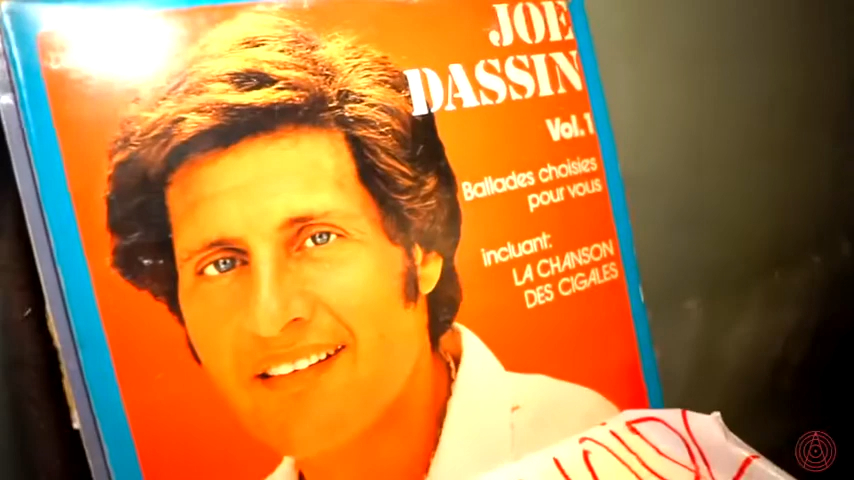 JOE
DASSIN
Vol.1
Ballades choisies
pour vous
incluant:
LA CHANSON
DES CIGALES